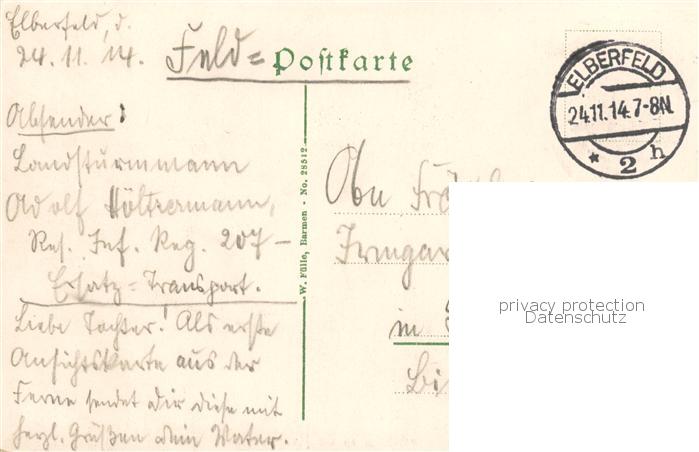 Elberfeld, d.
24. 11. 14.
Feld= Postkarte
ELBERFELD
24.11.14.7-8N.
* 2 h
Absender:
Landsturmmann
Adolf Höltermann,
Res. Inf. Reg. 207 –
Ersatz=Transport.
Liebe Tochter! Als erste
Ansichtskarte aus der
Ferne sendet Dir diese mit
herzl. Grüßen Dein Vater.
W. Fülle, Barmen - No. 28512
An
in
privacy protection
Datenschutz